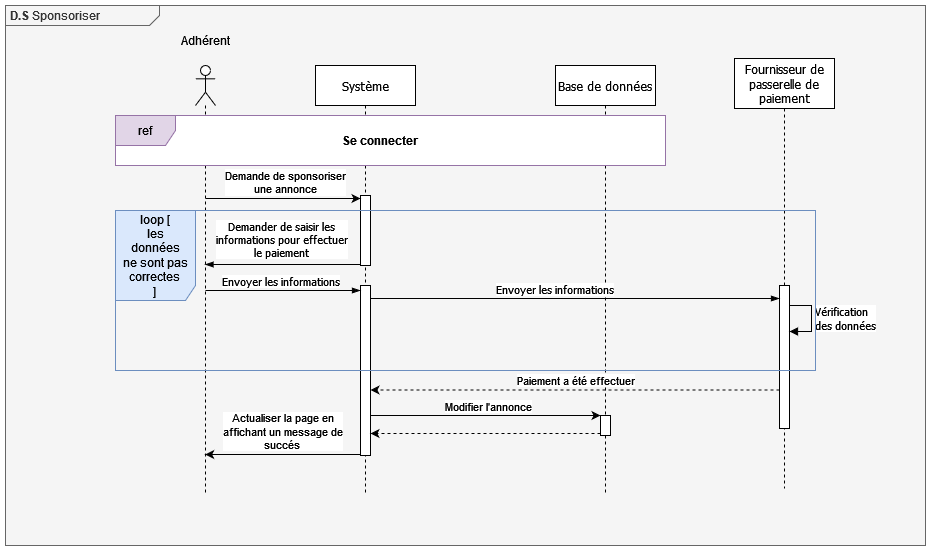 D.S Sponsoriser
Adhérent
Système
Base de données
Fournisseur de
passerelle de
paiement
ref
Se connecter
Demande de sponsoriser
une annonce
loop [
les
données
ne sont pas
correctes
]
Demander de saisir les
informations pour effectuer
le paiement
Envoyer les informations
Envoyer les informations
Vérification
des données
Paiement a été effectuer
Modifier l'annonce
Actualiser la page en
affichant un message de
succés